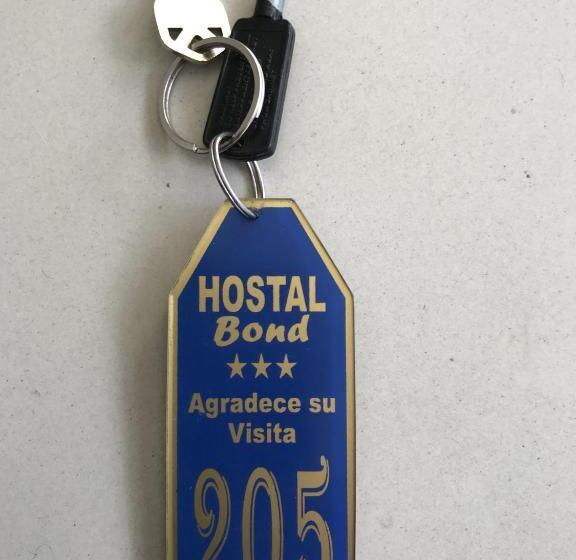 HOSTAL
Bond
Agradece su
Visita
205